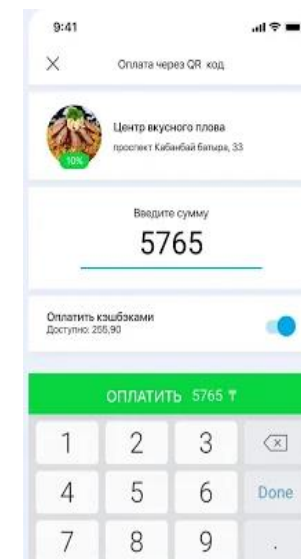 9:41
Оплата через QR код
Центр вкусного плова
проспект Кабанбай батыра, 33
10%
Введите сумму
5765
Оплатить кэшбэками
Доступно: 255,90
ОПЛАТИТЬ 5765 ₸
1 2 3
4 5 6 Done
7 8 9 .